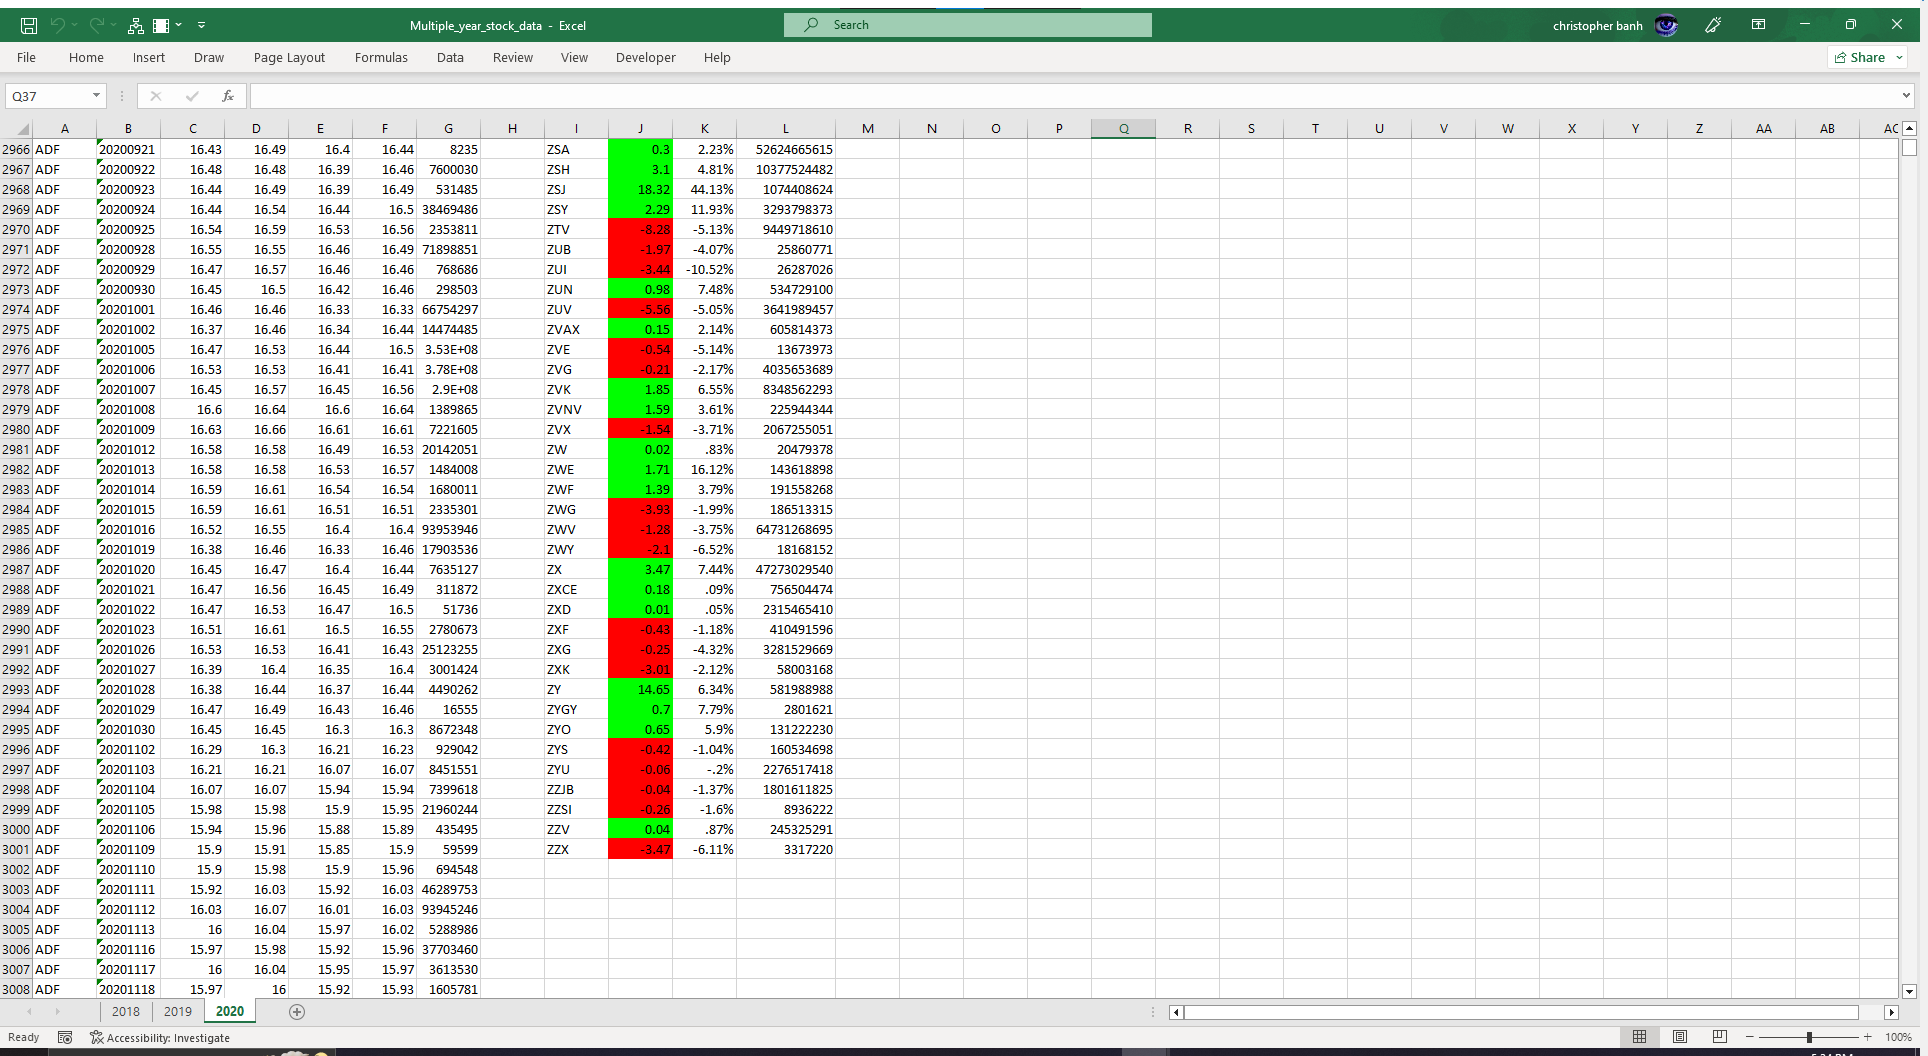 Multiple_year_stock_data - Excel
Search
christopher banh
File Home Insert Draw Page Layout Formulas Data Review View Developer Help
Share
Q37
fx
A B C D E F G H I J K L M N O P Q R S T U V W X Y Z AA AB AC
2966 ADF 20200921 16.43 16.49 16.4 16.44 8235 ZSA 0.3 2.23% 52624665615
2967 ADF 20200922 16.48 16.48 16.39 16.46 7600030 ZSH 3.1 4.81% 10377524482
2968 ADF 20200923 16.44 16.49 16.39 16.49 531485 ZSJ 18.32 44.13% 1074408624
2969 ADF 20200924 16.44 16.54 16.44 16.5 38469486 ZSY 2.29 11.93% 3293798373
2970 ADF 20200925 16.54 16.59 16.53 16.56 2353811 ZTV -8.28 -5.13% 9449718610
2971 ADF 20200928 16.55 16.55 16.46 16.49 71898851 ZUB -1.97 -4.07% 25860771
2972 ADF 20200929 16.47 16.57 16.46 16.46 768686 ZUI -3.44 -10.52% 26287026
2973 ADF 20200930 16.45 16.5 16.42 16.46 298503 ZUN 0.98 7.48% 534729100
2974 ADF 20201001 16.46 16.46 16.33 16.33 66754297 ZUV -5.56 -5.05% 3641989457
2975 ADF 20201002 16.37 16.46 16.34 16.44 14474485 ZVAX 0.15 2.14% 605814373
2976 ADF 20201005 16.47 16.53 16.44 16.5 3.53E+08 ZVE -0.54 -5.14% 13673973
2977 ADF 20201006 16.53 16.53 16.41 16.41 3.78E+08 ZVG -0.21 -2.17% 4035653689
2978 ADF 20201007 16.45 16.57 16.45 16.56 2.9E+08 ZVK 1.85 6.55% 8348562293
2979 ADF 20201008 16.6 16.64 16.6 16.64 1389865 ZVNV 1.59 3.61% 225944344
2980 ADF 20201009 16.63 16.66 16.61 16.61 7221605 ZVX -1.54 -3.71% 2067255051
2981 ADF 20201012 16.58 16.58 16.49 16.53 20142051 ZW 0.02 .83% 20479378
2982 ADF 20201013 16.58 16.58 16.53 16.57 1484008 ZWE 1.71 16.12% 143618898
2983 ADF 20201014 16.59 16.61 16.54 16.54 1680011 ZWF 1.39 3.79% 191558268
2984 ADF 20201015 16.59 16.61 16.51 16.51 2335301 ZWG -3.93 -1.99% 186513315
2985 ADF 20201016 16.52 16.55 16.4 16.4 93953946 ZWV -1.28 -3.75% 64731268695
2986 ADF 20201019 16.38 16.46 16.33 16.46 17903536 ZWY -2.1 -6.52% 18168152
2987 ADF 20201020 16.45 16.47 16.4 16.44 7635127 ZX 3.47 7.44% 47273029540
2988 ADF 20201021 16.47 16.56 16.45 16.49 311872 ZXCE 0.18 .09% 756504474
2989 ADF 20201022 16.47 16.53 16.47 16.5 51736 ZXD 0.01 .05% 2315465410
2990 ADF 20201023 16.51 16.61 16.5 16.55 2780673 ZXF -0.43 -1.18% 410491596
2991 ADF 20201026 16.53 16.53 16.41 16.43 25123255 ZXG -0.25 -4.32% 3281529669
2992 ADF 20201027 16.39 16.4 16.35 16.4 3001424 ZXK -3.01 -2.12% 58003168
2993 ADF 20201028 16.38 16.44 16.37 16.44 4490262 ZY 14.65 6.34% 581988988
2994 ADF 20201029 16.47 16.49 16.43 16.46 16555 ZYGY 0.7 7.79% 2801621
2995 ADF 20201030 16.45 16.45 16.3 16.3 8672348 ZYO 0.65 5.9% 131222230
2996 ADF 20201102 16.29 16.3 16.21 16.23 929042 ZYS -0.42 -1.04% 160534698
2997 ADF 20201103 16.21 16.21 16.07 16.07 8451551 ZYU -0.06 -.2% 2276517418
2998 ADF 20201104 16.07 16.07 15.94 15.94 7399618 ZZJB -0.04 -1.37% 1801611825
2999 ADF 20201105 15.98 15.98 15.9 15.95 21960244 ZZSI -0.26 -1.6% 8936222
3000 ADF 20201106 15.94 15.96 15.88 15.89 435495 ZZV 0.04 .87% 245325291
3001 ADF 20201109 15.9 15.91 15.85 15.9 59599 ZZX -3.47 -6.11% 3317220
3002 ADF 20201110 15.9 15.98 15.9 15.96 694548
3003 ADF 20201111 15.92 16.03 15.92 16.03 46289753
3004 ADF 20201112 16.03 16.07 16.01 16.03 93945246
3005 ADF 20201113 16 16.04 15.97 16.02 5288986
3006 ADF 20201116 15.97 15.98 15.92 15.96 37703460
3007 ADF 20201117 16 16.04 15.95 15.97 3613530
3008 ADF 20201118 15.97 16 15.92 15.93 1605781
2018 2019 2020
Ready Accessibility: Investigate 100%